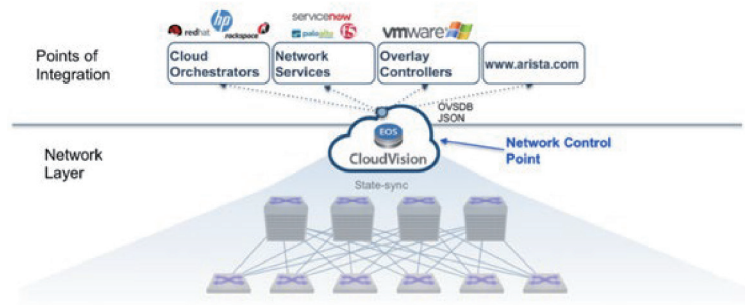 servicenow
redhat
hp
rackspace
paloalto
f5
vmware
Points of
Integration
Cloud
Orchestrators
Network
Services
Overlay
Controllers
www.arista.com
OVSDB
JSON
EOS
CloudVision
Network Control
Point
Network
Layer
State-sync